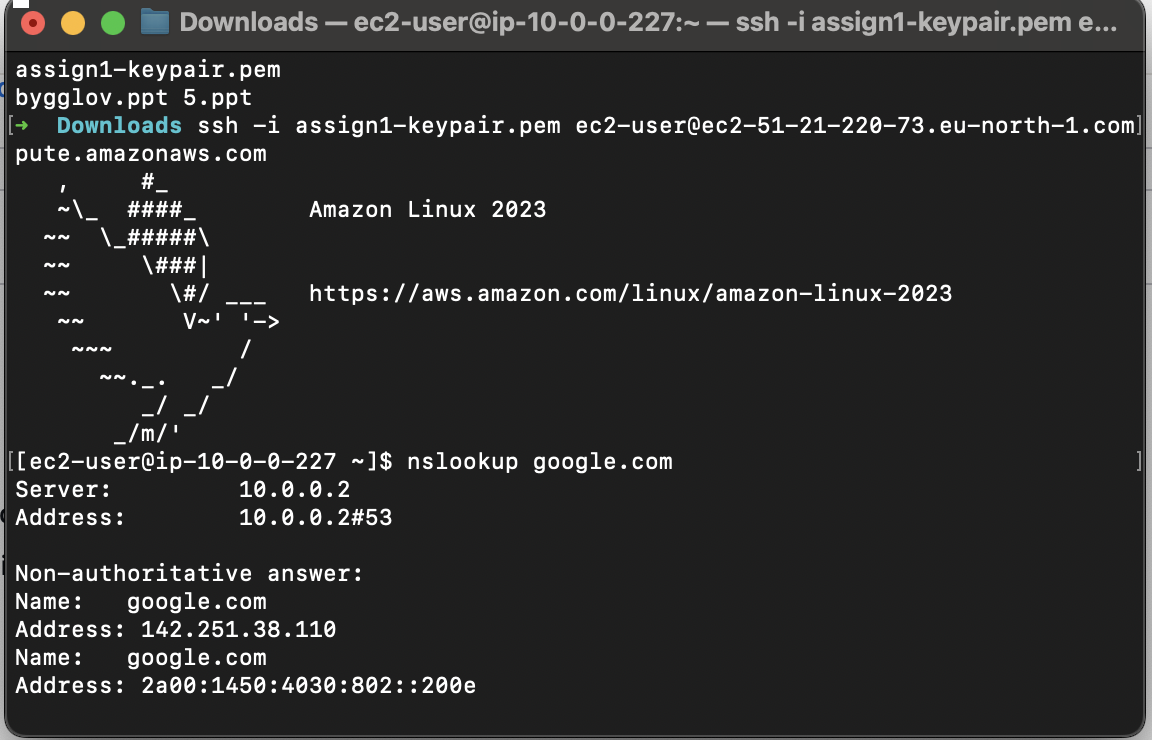 Downloads — ec2-user@ip-10-0-0-227:~ — ssh -i assign1-keypair.pem e...
assign1-keypair.pem
bygglov.ppt 5.ppt
[➜  Downloads ssh -i assign1-keypair.pem ec2-user@ec2-51-21-220-73.eu-north-1.com]
pute.amazonaws.com
   ,     #_
   ~\_  ####_        Amazon Linux 2023
  ~~  \_#####\
  ~~     \###|
  ~~       \#/ ___   https://aws.amazon.com/linux/amazon-linux-2023
   ~~       V~' '->
    ~~~         /
      ~~._.   _/
         _/ _/
       _/m/'
[[ec2-user@ip-10-0-0-227 ~]$ nslookup google.com ]
Server:         10.0.0.2
Address:        10.0.0.2#53
Non-authoritative answer:
Name:   google.com
Address: 142.251.38.110
Name:   google.com
Address: 2a00:1450:4030:802::200e